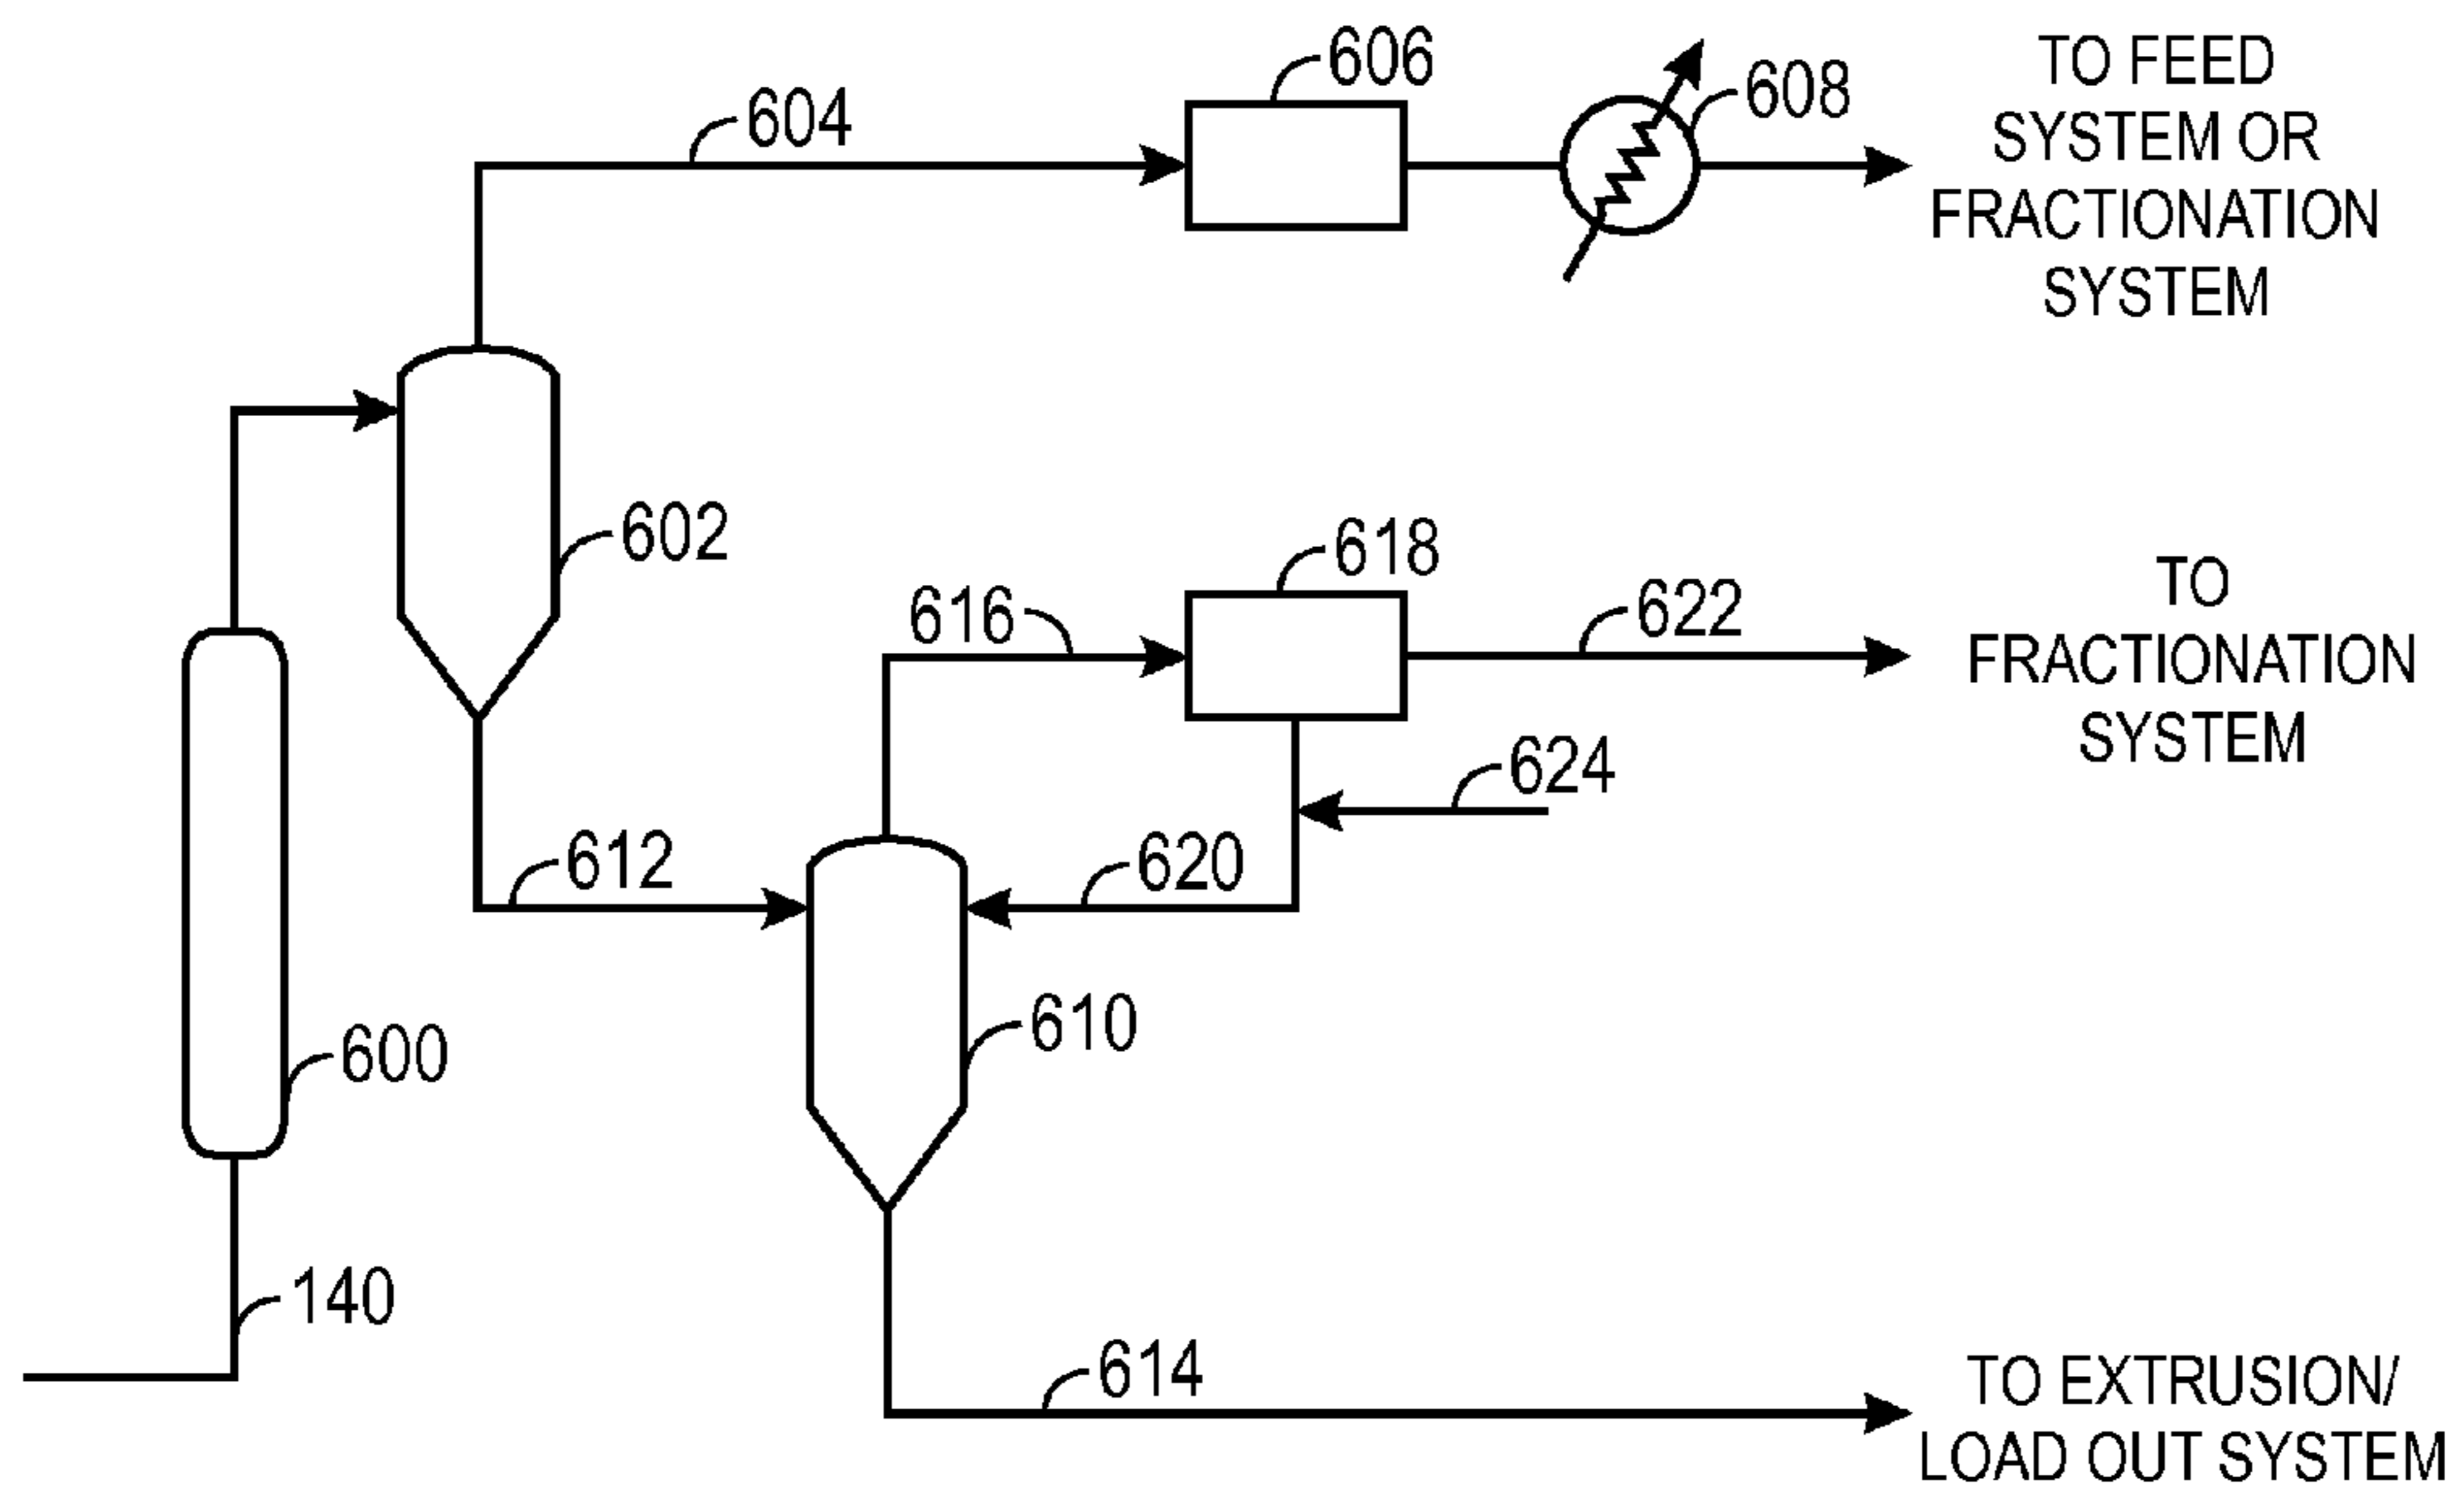 606
604
608
TO FEED
SYSTEM OR
FRACTIONATION
SYSTEM
602
618
616
622
TO
FRACTIONATION
SYSTEM
624
612
620
610
600
140
614
TO EXTRUSION/
LOAD OUT SYSTEM